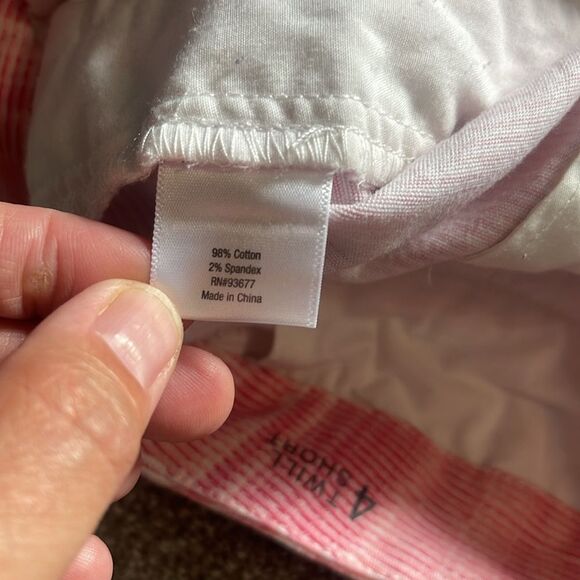 98% Cotton
2% Spandex
RN#93677
Made in China
TWILL
4 SHORT